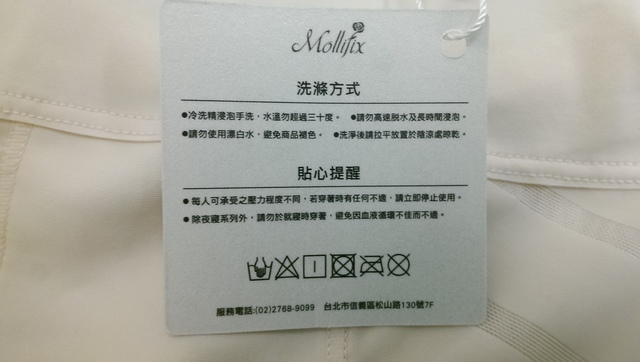 Mollifix
洗滌方式
●冷洗精浸泡手洗，水溫勿超過三十度。 ●請勿高速脫水及長時間浸泡。
●請勿使用漂白水，避免商品褪色。 ●洗淨後請拉平放置於陰涼處晾乾。
貼心提醒
●每人可承受之壓力程度不同，若穿著時有任何不適，請立即停止使用。
●除夜寢系列外，請勿於就寢時穿著，避免因血液循環不佳而不適。
服務電話:(02)2768-9099 台北市信義區松山路130號7F